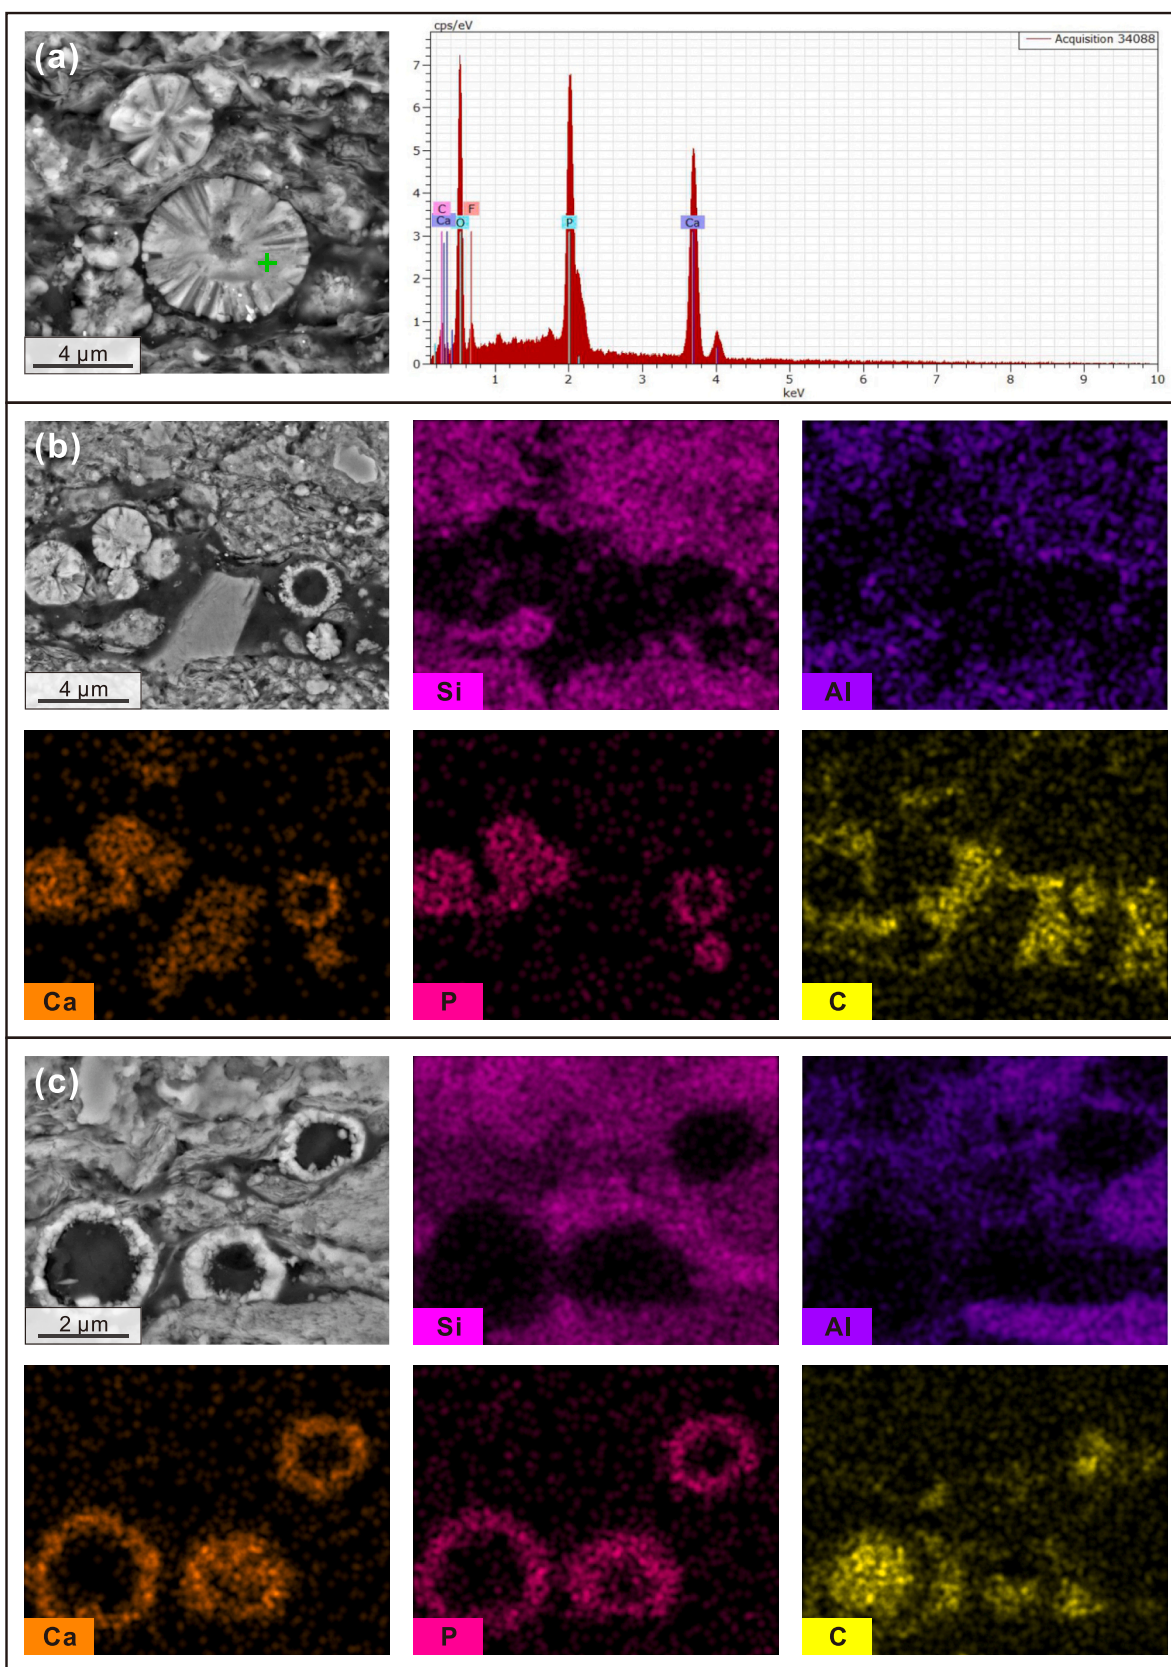 (a)
4 µm
cps/eV
Acquisition 34088
7
6
5
4
3
2
1
0
C F
Ca O P Ca
1 2 3 4 5 6 7 8 9 10
keV
(b)
4 µm
Si
Al
Ca
P
C
(c)
2 µm
Si
Al
Ca
P
C